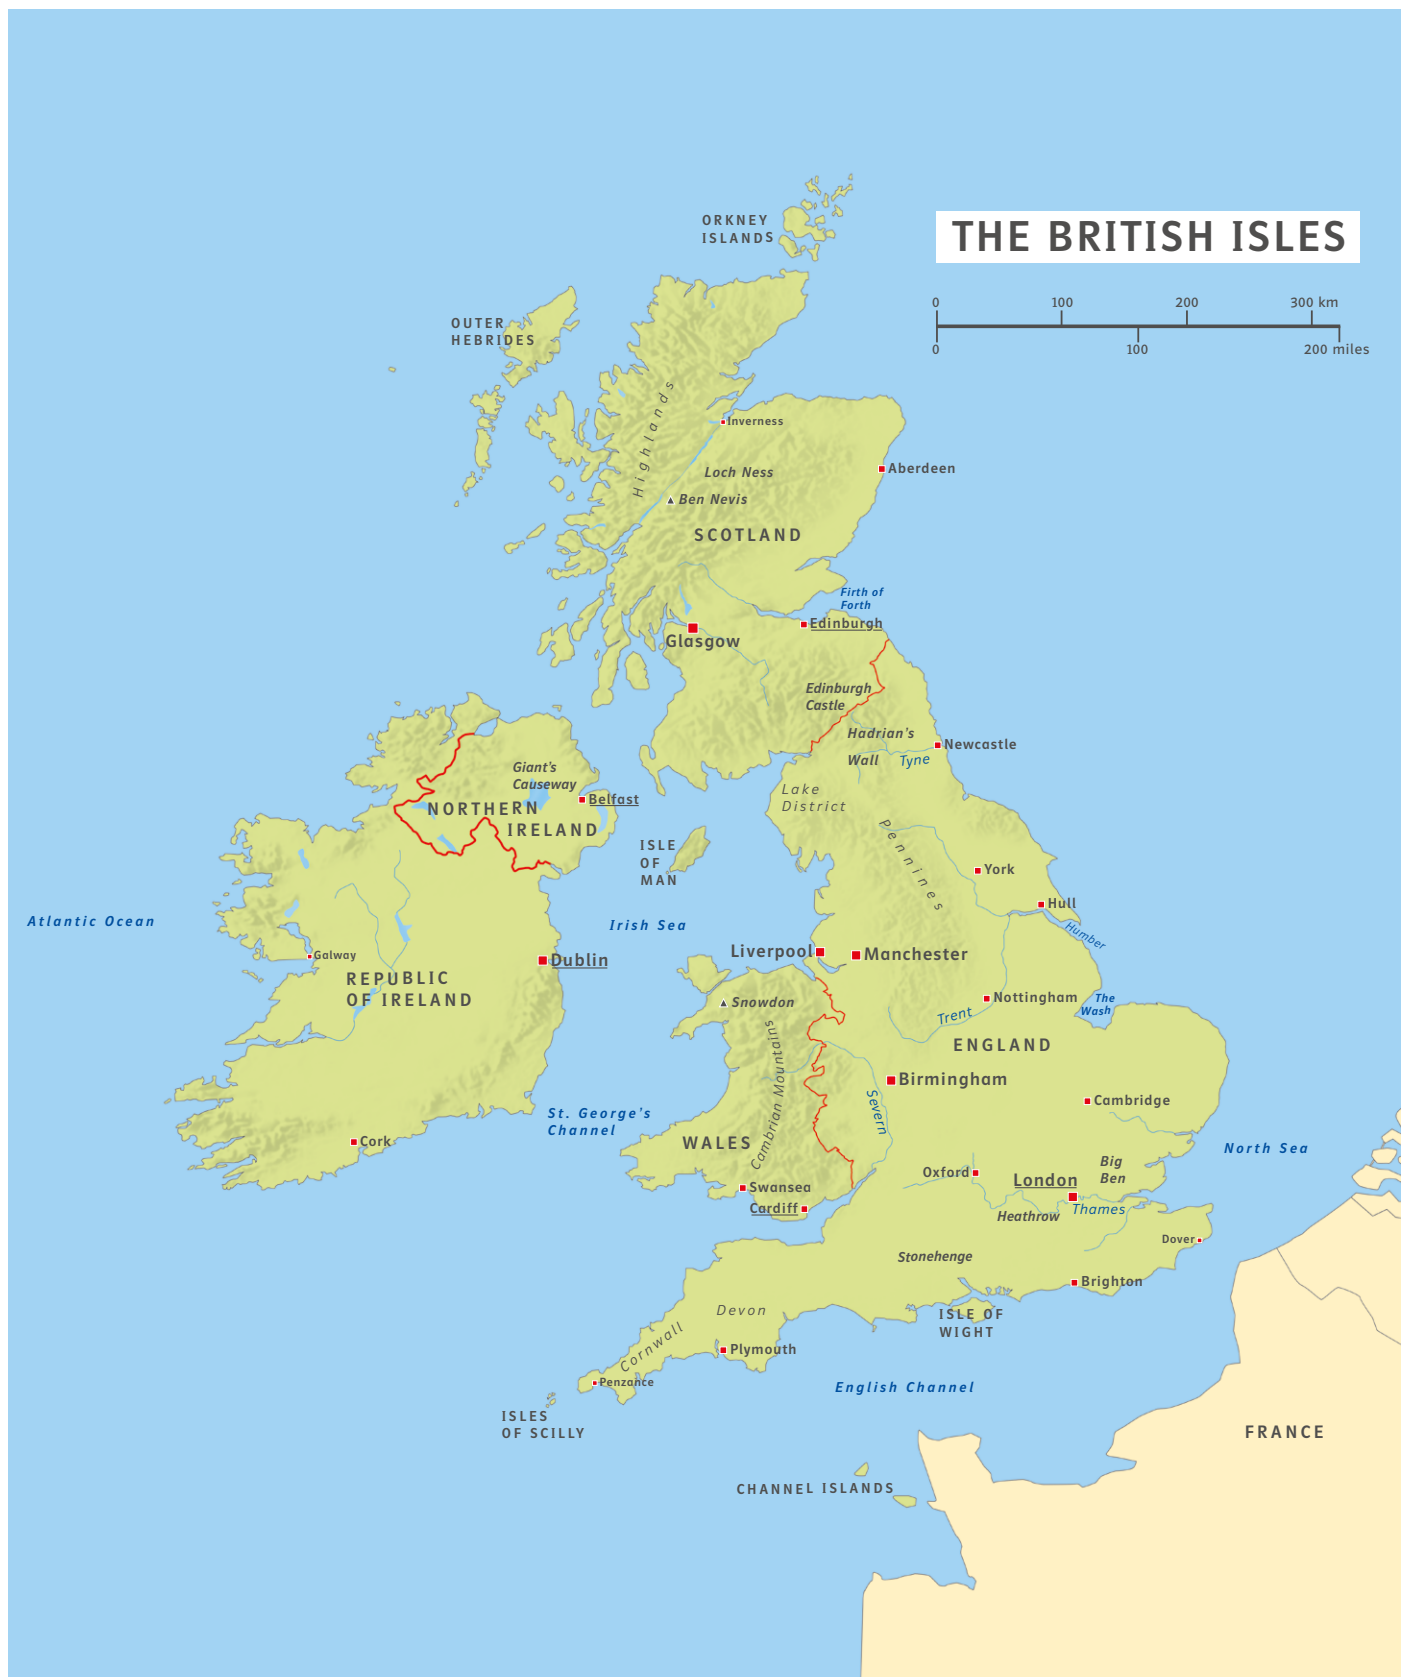 ORKNEY
ISLANDS
THE BRITISH ISLES
0 100 200 300 km
0 100 200 miles
OUTER
HEBRIDES
Highlands
Inverness
Loch Ness
Aberdeen
Ben Nevis
SCOTLAND
Firth of
Forth
Edinburgh
Glasgow
Edinburgh
Castle
Hadrian's
Wall
Newcastle
Tyne
Giant's
Causeway
Belfast
NORTHERN
IRELAND
Lake
District
Pennines
ISLE
OF
MAN
York
Hull
Humber
Atlantic Ocean
Irish Sea
Liverpool
Manchester
Galway
Dublin
REPUBLIC
OF IRELAND
Snowdon
Nottingham
The
Wash
Trent
Cambrian Mountains
ENGLAND
Birmingham
Severn
Cambridge
St. George's
Channel
Cork
WALES
North Sea
Big
Ben
Oxford
London
Swansea
Cardiff
Thames
Heathrow
Dover
Stonehenge
Brighton
Devon
ISLE OF
WIGHT
Cornwall
Plymouth
Penzance
English Channel
ISLES
OF SCILLY
FRANCE
CHANNEL ISLANDS